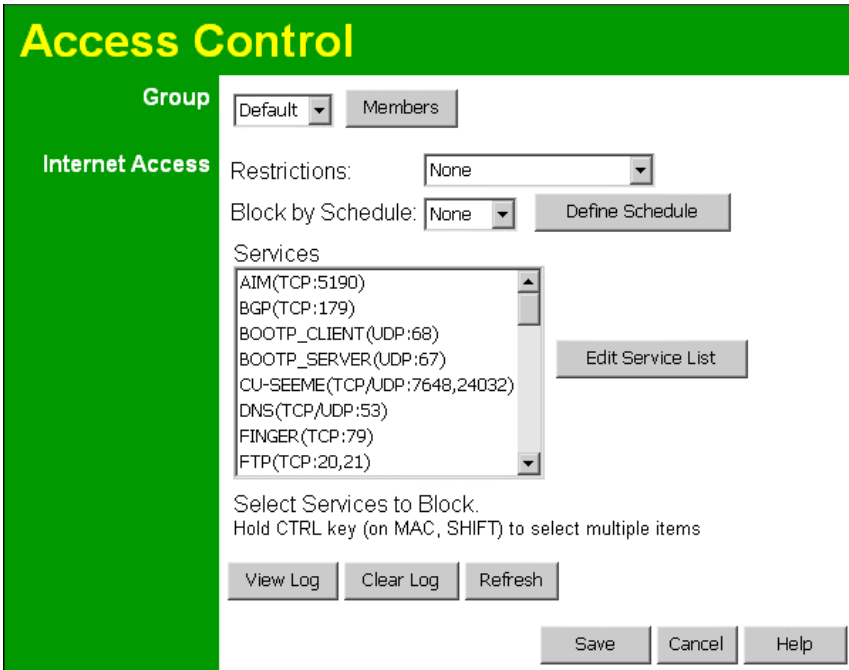 Access Control
Group Default Members
Internet Access Restrictions: None
Block by Schedule: None Define Schedule
Services
AIM(TCP:5190)
BGP(TCP:179)
BOOTP_CLIENT(UDP:68)
BOOTP_SERVER(UDP:67)
Edit Service List
CU-SEEME(TCP/UDP:7648,24032)
DNS(TCP/UDP:53)
FINGER(TCP:79)
FTP(TCP:20,21)
Select Services to Block.
Hold CTRL key (on MAC, SHIFT) to select multiple items
View Log Clear Log Refresh
Save Cancel Help